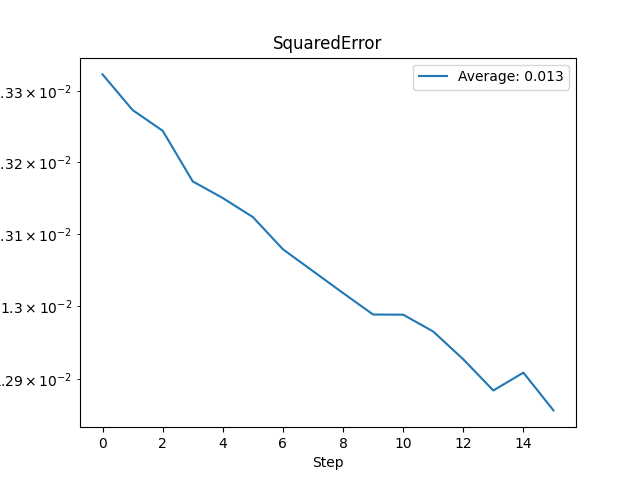 SquaredError
Average: 0.013
.33 × 10⁻²
.32 × 10⁻²
.31 × 10⁻²
1.3 × 10⁻²
.29 × 10⁻²
0 2 4 6 8 10 12 14
Step